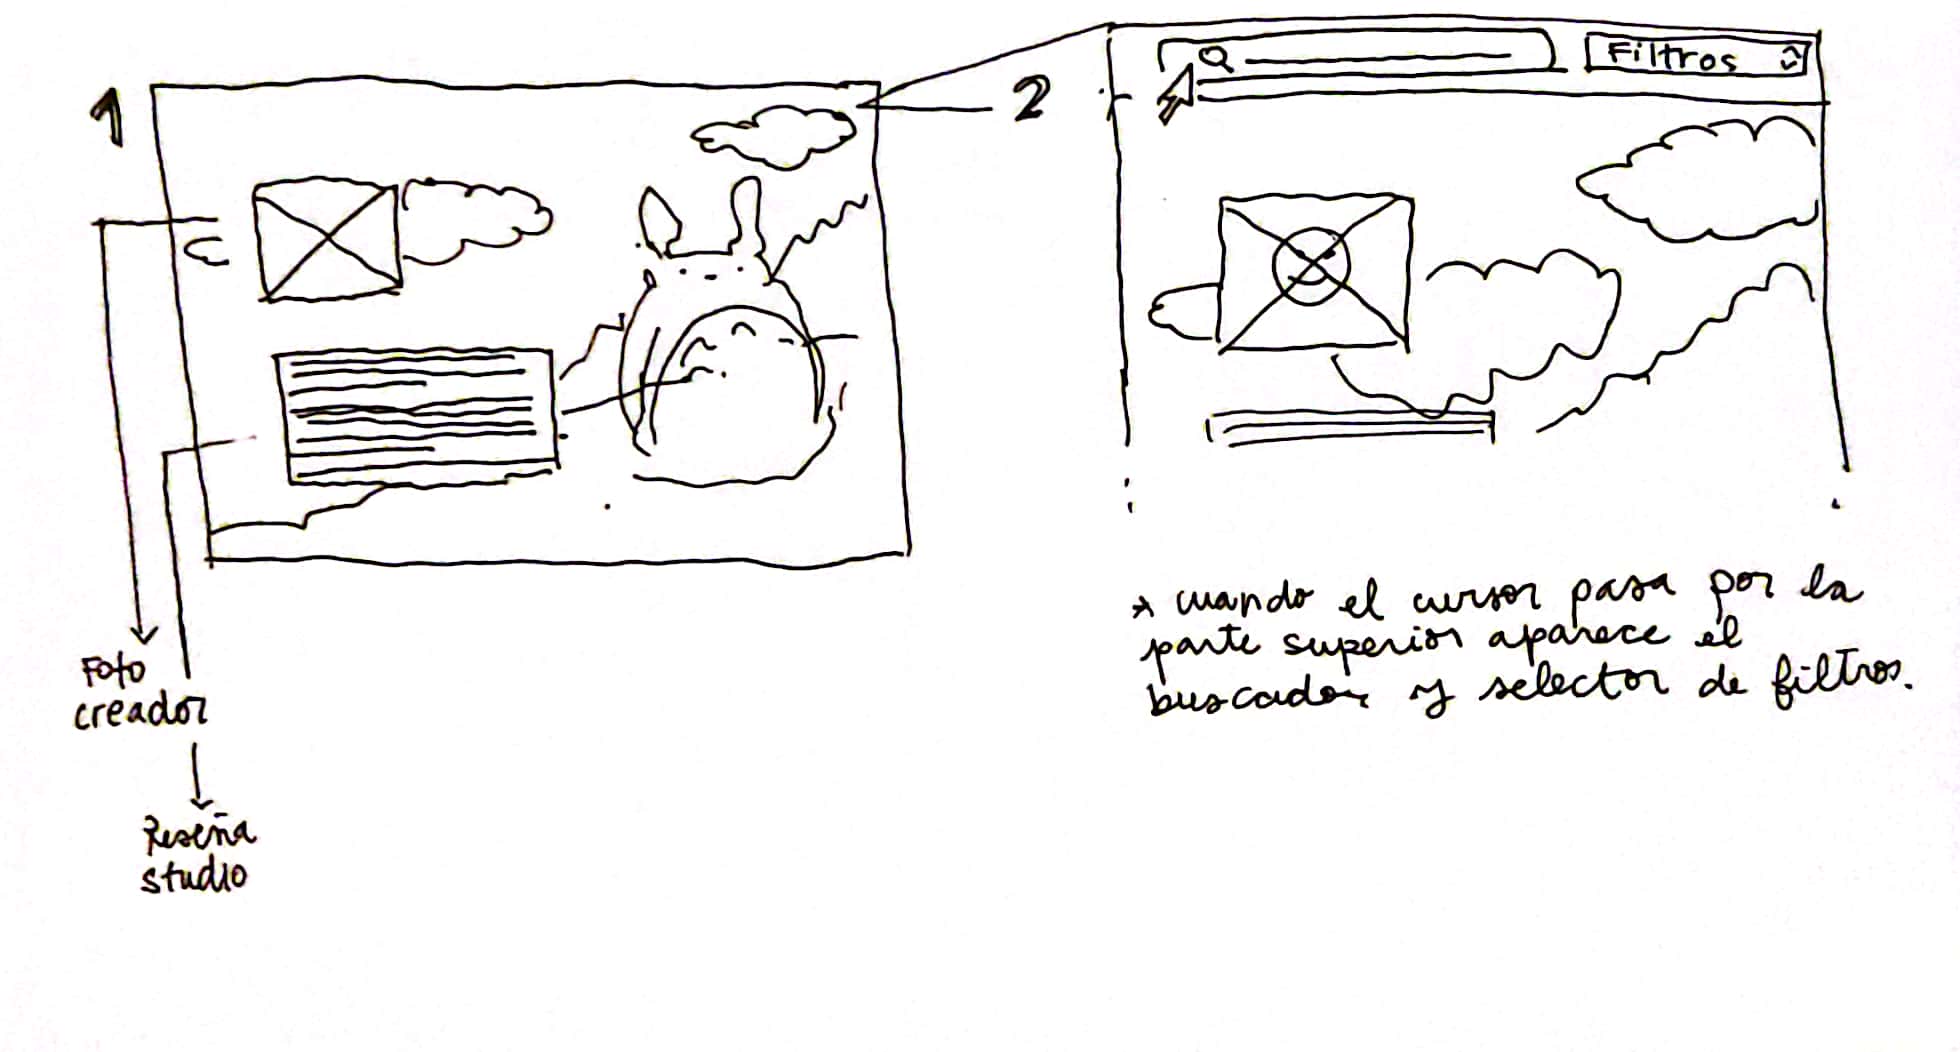 1
2
Filtros
Foto
creador
Reseña
studio
* cuando el cursor pasa por la
parte superior aparece el
buscador y selector de filtros.